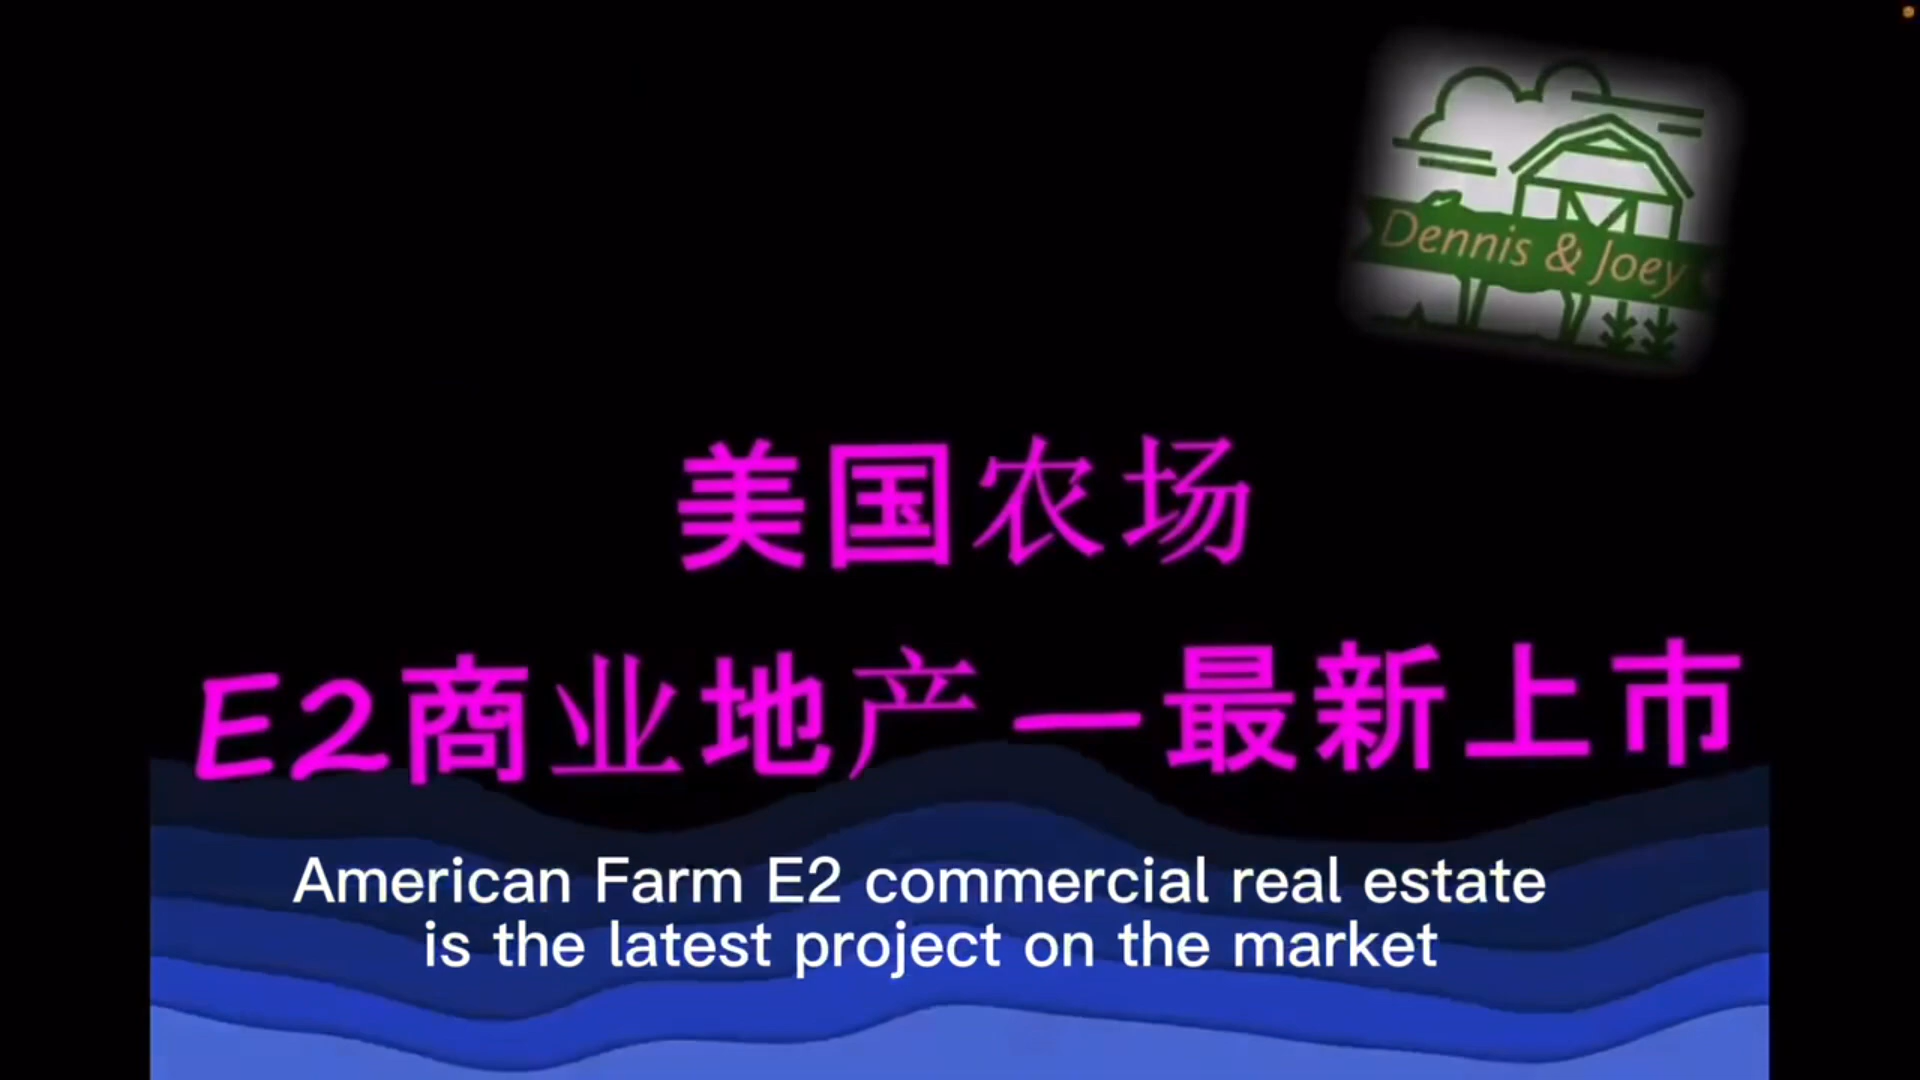 Dennis & Joey
美国农场
E2商业地产—最新上市
American Farm E2 commercial real estate
is the latest project on the market